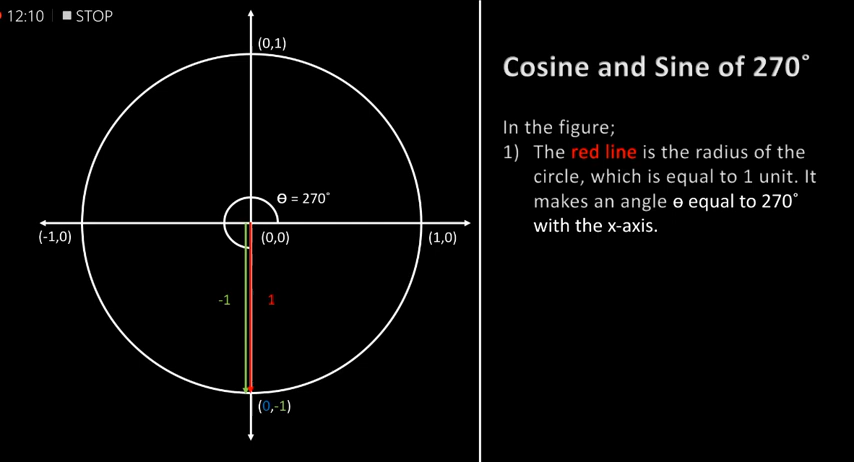 12:10 STOP
(0,1)
ɵ = 270˚
(-1,0)
(0,0)
(1,0)
-1
1
(0,-1)
Cosine and Sine of 270˚
In the figure;
1) The red line is the radius of the
circle, which is equal to 1 unit. It
makes an angle ɵ equal to 270˚
with the x-axis.